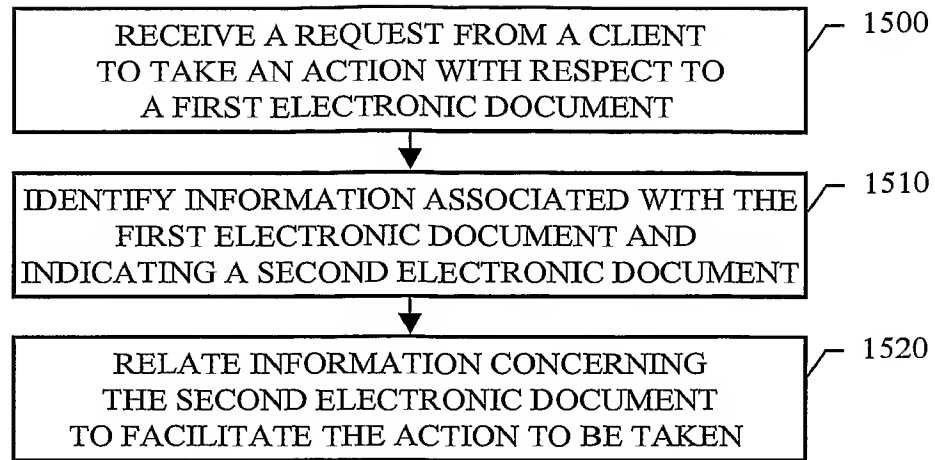 RECEIVE A REQUEST FROM A CLIENT
TO TAKE AN ACTION WITH RESPECT TO
A FIRST ELECTRONIC DOCUMENT
1500
IDENTIFY INFORMATION ASSOCIATED WITH THE
FIRST ELECTRONIC DOCUMENT AND
INDICATING A SECOND ELECTRONIC DOCUMENT
1510
RELATE INFORMATION CONCERNING
THE SECOND ELECTRONIC DOCUMENT
TO FACILITATE THE ACTION TO BE TAKEN
1520